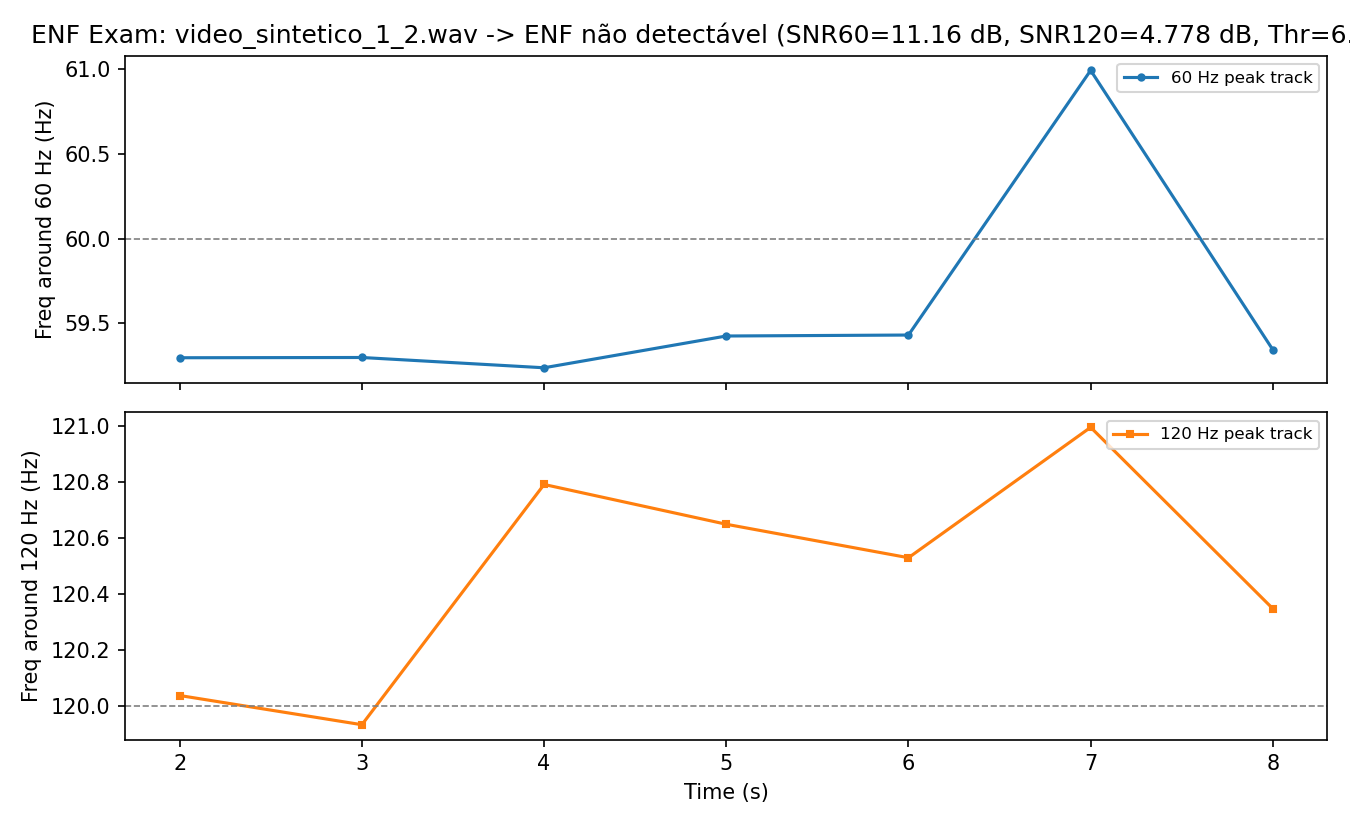 ENF Exam: video_sintetico_1_2.wav -> ENF não detectável (SNR60=11.16 dB, SNR120=4.778 dB, Thr=6.
61.0
60.5
60.0
59.5
Freq around 60 Hz (Hz)
60 Hz peak track
121.0
120.8
120.6
120.4
120.2
120.0
Freq around 120 Hz (Hz)
120 Hz peak track
2 3 4 5 6 7 8
Time (s)